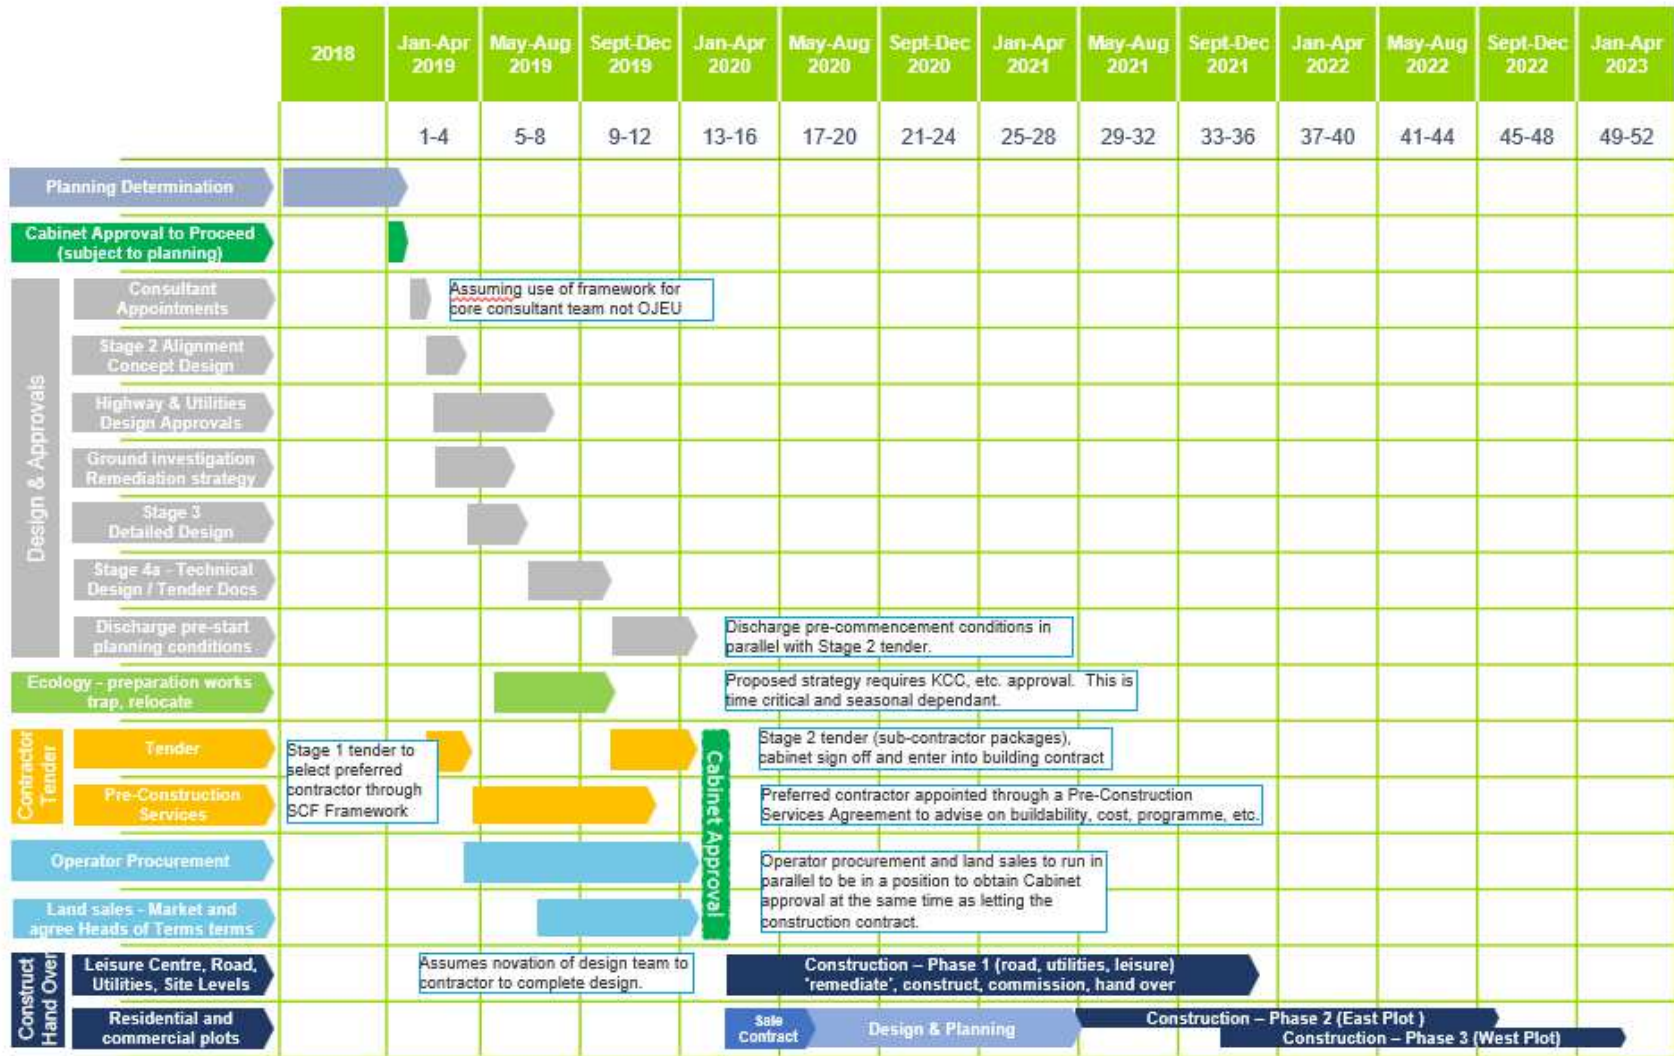 2018
Jan-Apr
2019
May-Aug
2019
Sept-Dec
2019
Jan-Apr
2020
May-Aug
2020
Sept-Dec
2020
Jan-Apr
2021
May-Aug
2021
Sept-Dec
2021
Jan-Apr
2022
May-Aug
2022
Sept-Dec
2022
Jan-Apr
2023
1-4
5-8
9-12
13-16
17-20
21-24
25-28
29-32
33-36
37-40
41-44
45-48
49-52
Planning Determination
Cabinet Approval to Proceed
(subject to planning)
Design & Approvals
Consultant
Appointments
Assuming use of framework for
core consultant team not OJEU
Stage 2 Alignment
Concept Design
Highway & Utilities
Design Approvals
Ground investigation
Remediation strategy
Stage 3
Detailed Design
Stage 4a - Technical
Design / Tender Docs
Discharge pre-start
planning conditions
Discharge pre-commencement conditions in
parallel with Stage 2 tender.
Ecology - preparation works
trap, relocate
Proposed strategy requires KCC, etc. approval.  This is
time critical and seasonal dependant.
Contractor
Tender
Tender
Stage 1 tender to
select preferred
contractor through
SCF Framework
Cabinet Approval
Stage 2 tender (sub-contractor packages),
cabinet sign off and enter into building contract
Pre-Construction
Services
Preferred contractor appointed through a Pre-Construction
Services Agreement to advise on buildability, cost, programme, etc.
Operator Procurement
Operator procurement and land sales to run in
parallel to be in a position to obtain Cabinet
approval at the same time as letting the
construction contract.
Land sales - Market and
agree Heads of Terms terms
Construct
Hand Over
Leisure Centre, Road,
Utilities, Site Levels
Assumes novation of design team to
contractor to complete design.
Construction – Phase 1 (road, utilities, leisure)
'remediate', construct, commission, hand over
Residential and
commercial plots
Sale
Contract
Design & Planning
Construction – Phase 2 (East Plot )
Construction – Phase 3 (West Plot)